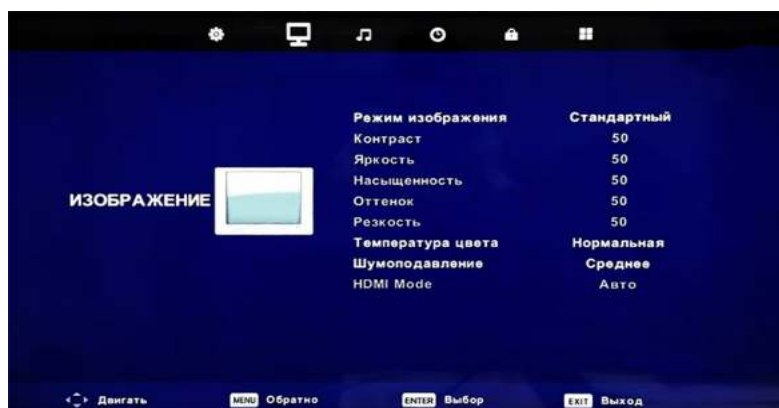 Режим изображения Стандартный
Контраст 50
Яркость 50
Насыщенность 50
ИЗОБРАЖЕНИЕ
Оттенок 50
Резкость 50
Температура цвета Нормальная
Шумоподавление Среднее
HDMI Mode Авто
Двигать MENU Обратно ENTER Выбор EXIT Выход